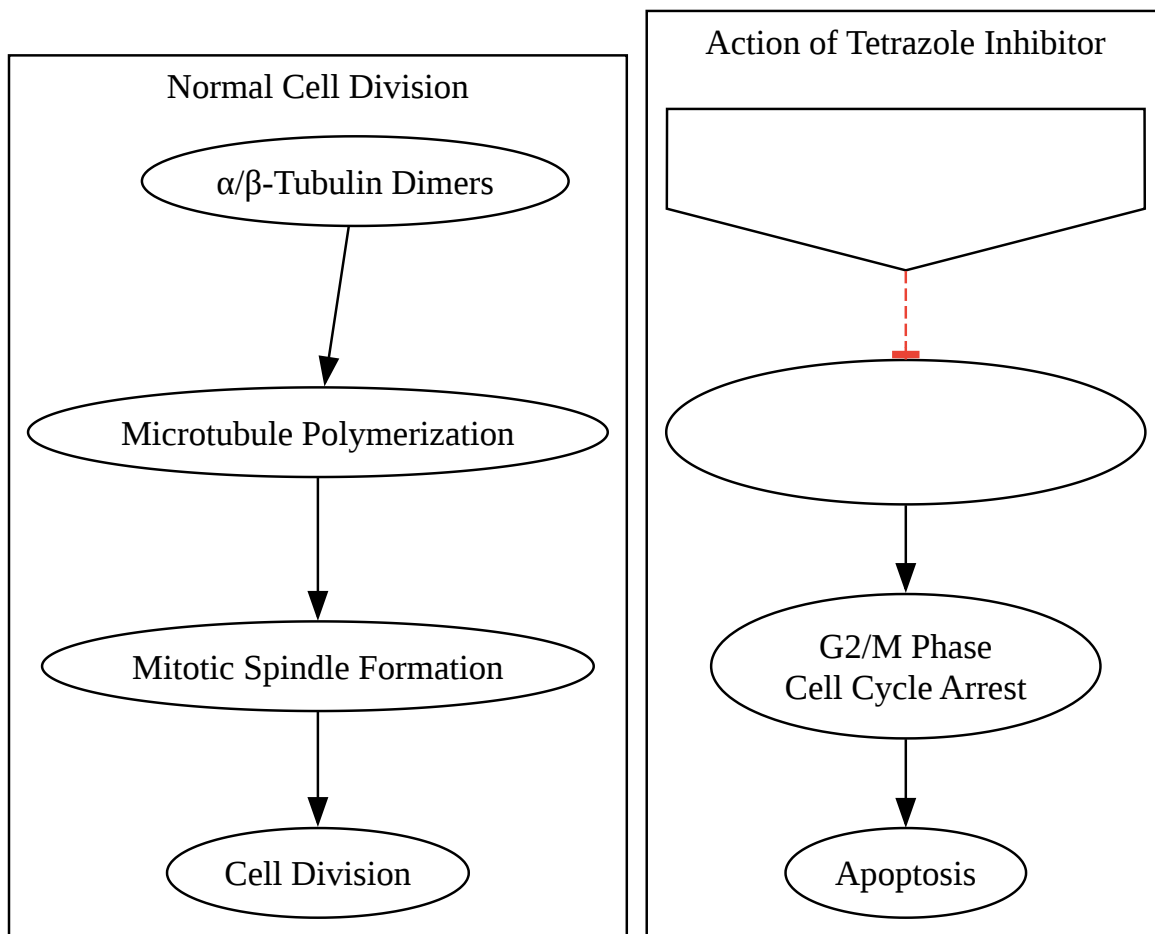 Normal Cell Division
α/β-Tubulin Dimers
Microtubule Polymerization
Mitotic Spindle Formation
Cell Division
Action of Tetrazole Inhibitor
G2/M Phase
Cell Cycle Arrest
Apoptosis